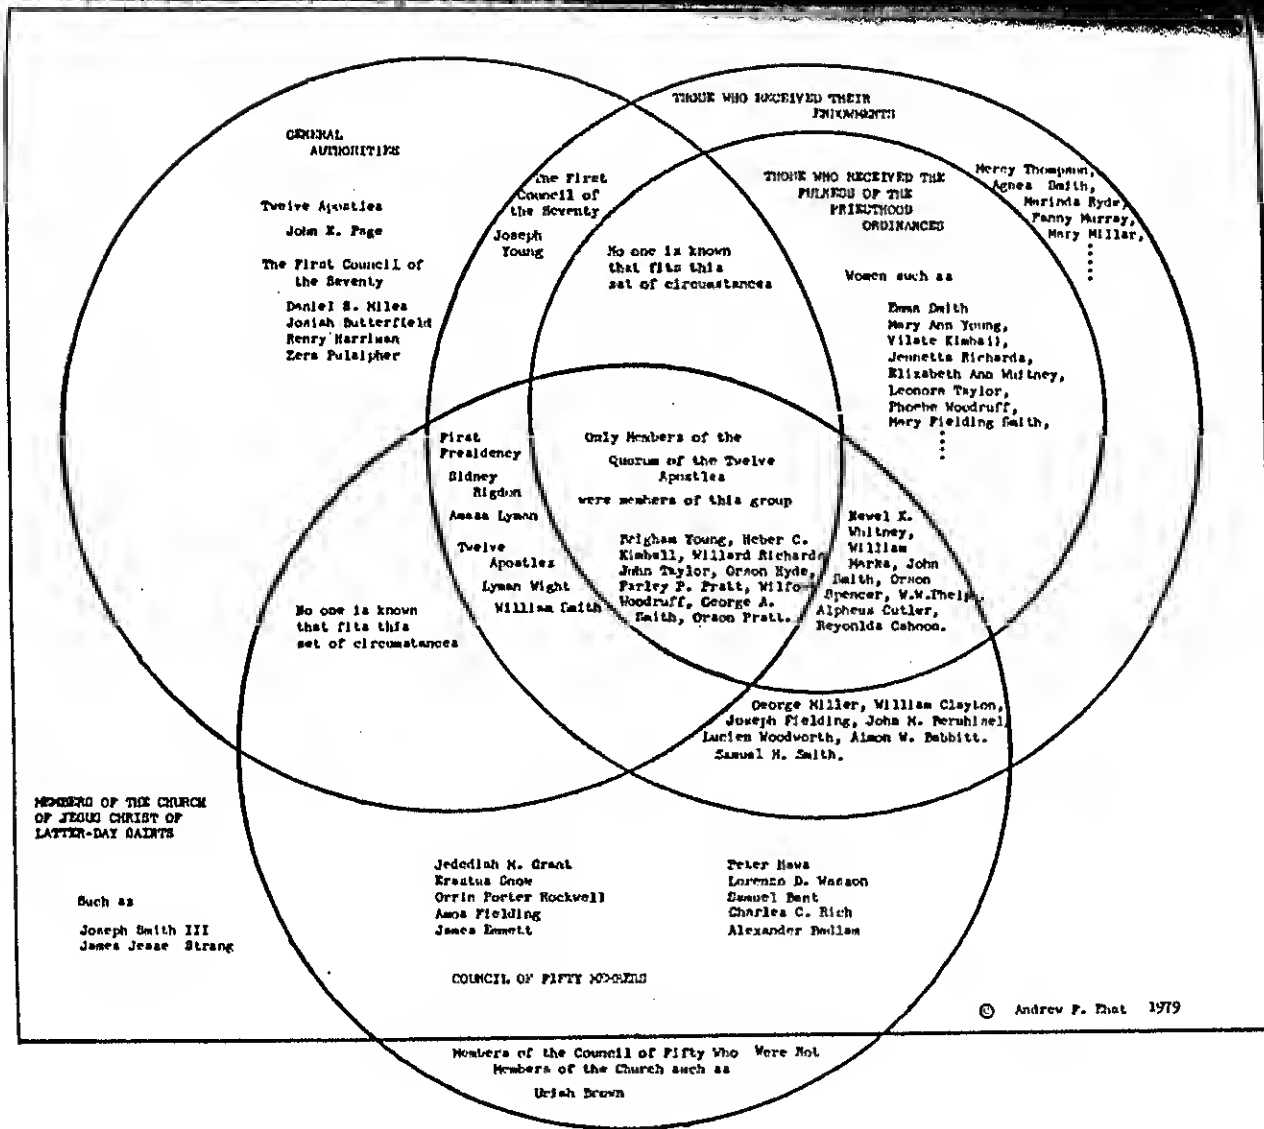 THOSE WHO RECEIVED THEIR
ENDOWMENTS
GENERAL
AUTHORITIES
Twelve Apostles
John E. Page
The First Council of
the Seventy
Daniel S. Miles
Josiah Butterfield
Henry Harriman
Zera Pulsipher
The First
Council of
the Seventy
Joseph
Young
No one is known
that fits this
set of circumstances
THOSE WHO RECEIVED THE
FULNESS OF THE
PRIESTHOOD
ORDINANCES
Women such as
Emma Smith
Mary Ann Young,
Vilate Kimball,
Jennetta Richards,
Elizabeth Ann Whitney,
Leonora Taylor,
Phoebe Woodruff,
Mary Fielding Smith,
Mercy Thompson,
Agnes Smith,
Marinda Hyde,
Fanny Murray,
Mary Miller,
First
Presidency
Sidney
Rigdon
Amasa Lyman
Twelve
Apostles
Lyman Wight
William Smith
Only Members of the
Quorum of the Twelve
Apostles
were members of this group
Brigham Young, Heber C.
Kimball, Willard Richards
John Taylor, Orson Hyde,
Parley P. Pratt, Wilfo
Woodruff, George A.
Smith, Orson Pratt.
Newel K.
Whitney,
William
Marks, John
Smith, Orson
Spencer, W.W. Phelps,
Alpheus Cutler,
Reyonlds Cahoon.
No one is known
that fits this
set of circumstances
George Miller, William Clayton,
Joseph Fielding, John M. Bernhisel,
Lucien Woodworth, Almon W. Babbitt.
Samuel H. Smith.
MEMBERS OF THE CHURCH
OF JESUS CHRIST OF
LATTER-DAY SAINTS
Such as
Joseph Smith III
James Jesse Strang
Jedediah M. Grant
Erastus Snow
Orrin Porter Rockwell
Amos Fielding
James Emmett
Peter Haws
Lorenzo D. Wasson
Samuel Bent
Charles C. Rich
Alexander Badlam
COUNCIL OF FIFTY MEMBERS
© Andrew F. Ehat 1979
Members of the Council of Fifty Who Were Not
Members of the Church such as
Uriah Brown